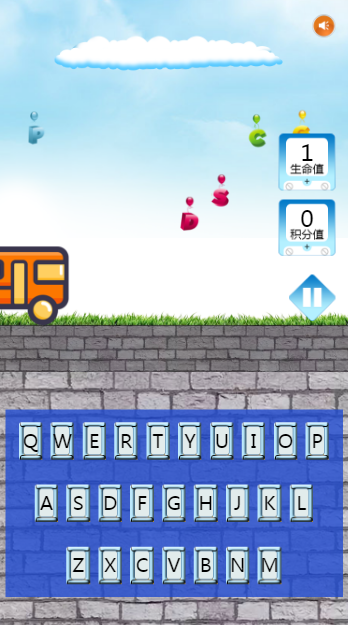 P
C
S
D
1
生命值
0
积分值
Q W E R T Y U I O P
A S D F G H J K L
Z X C V B N M